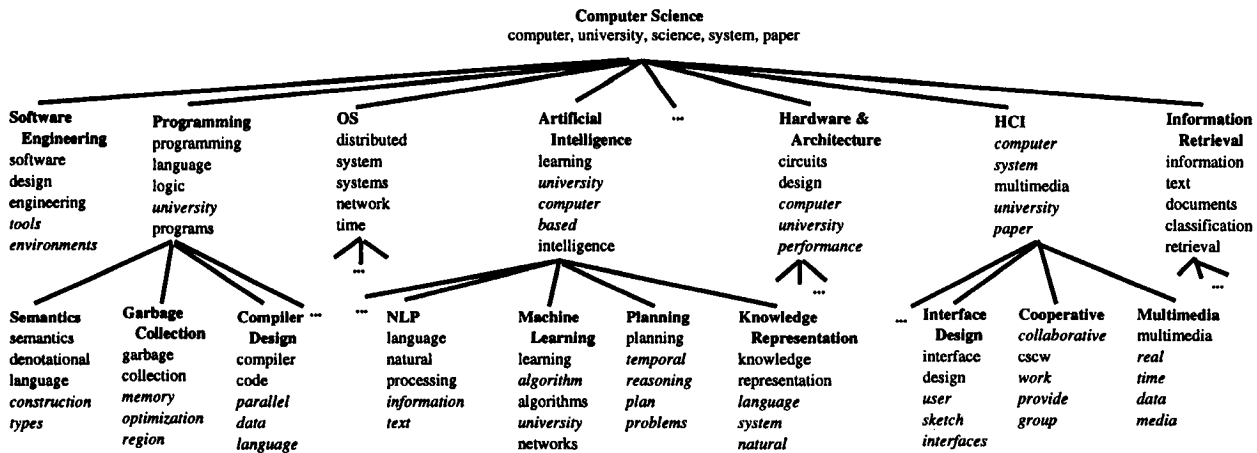 Computer Science
computer, university, science, system, paper
Software
Engineering
software
design
engineering
tools
environments
Programming
programming
language
logic
university
programs
OS
distributed
system
systems
network
time
...
Artificial
Intelligence
learning
university
computer
based
intelligence
...
Hardware &
Architecture
circuits
design
computer
university
performance
...
HCI
computer
system
multimedia
university
paper
Information
Retrieval
information
text
documents
classification
retrieval
...
Semantics
semantics
denotational
language
construction
types
Garbage
Collection
garbage
collection
memory
optimization
region
Compiler
Design
compiler
code
parallel
data
language
...
...
NLP
language
natural
processing
information
text
Machine
Learning
learning
algorithm
algorithms
university
networks
Planning
planning
temporal
reasoning
plan
problems
Knowledge
Representation
knowledge
representation
language
system
natural
...
Interface
Design
interface
design
user
sketch
interfaces
Cooperative
collaborative
cscw
work
provide
group
Multimedia
multimedia
real
time
data
media